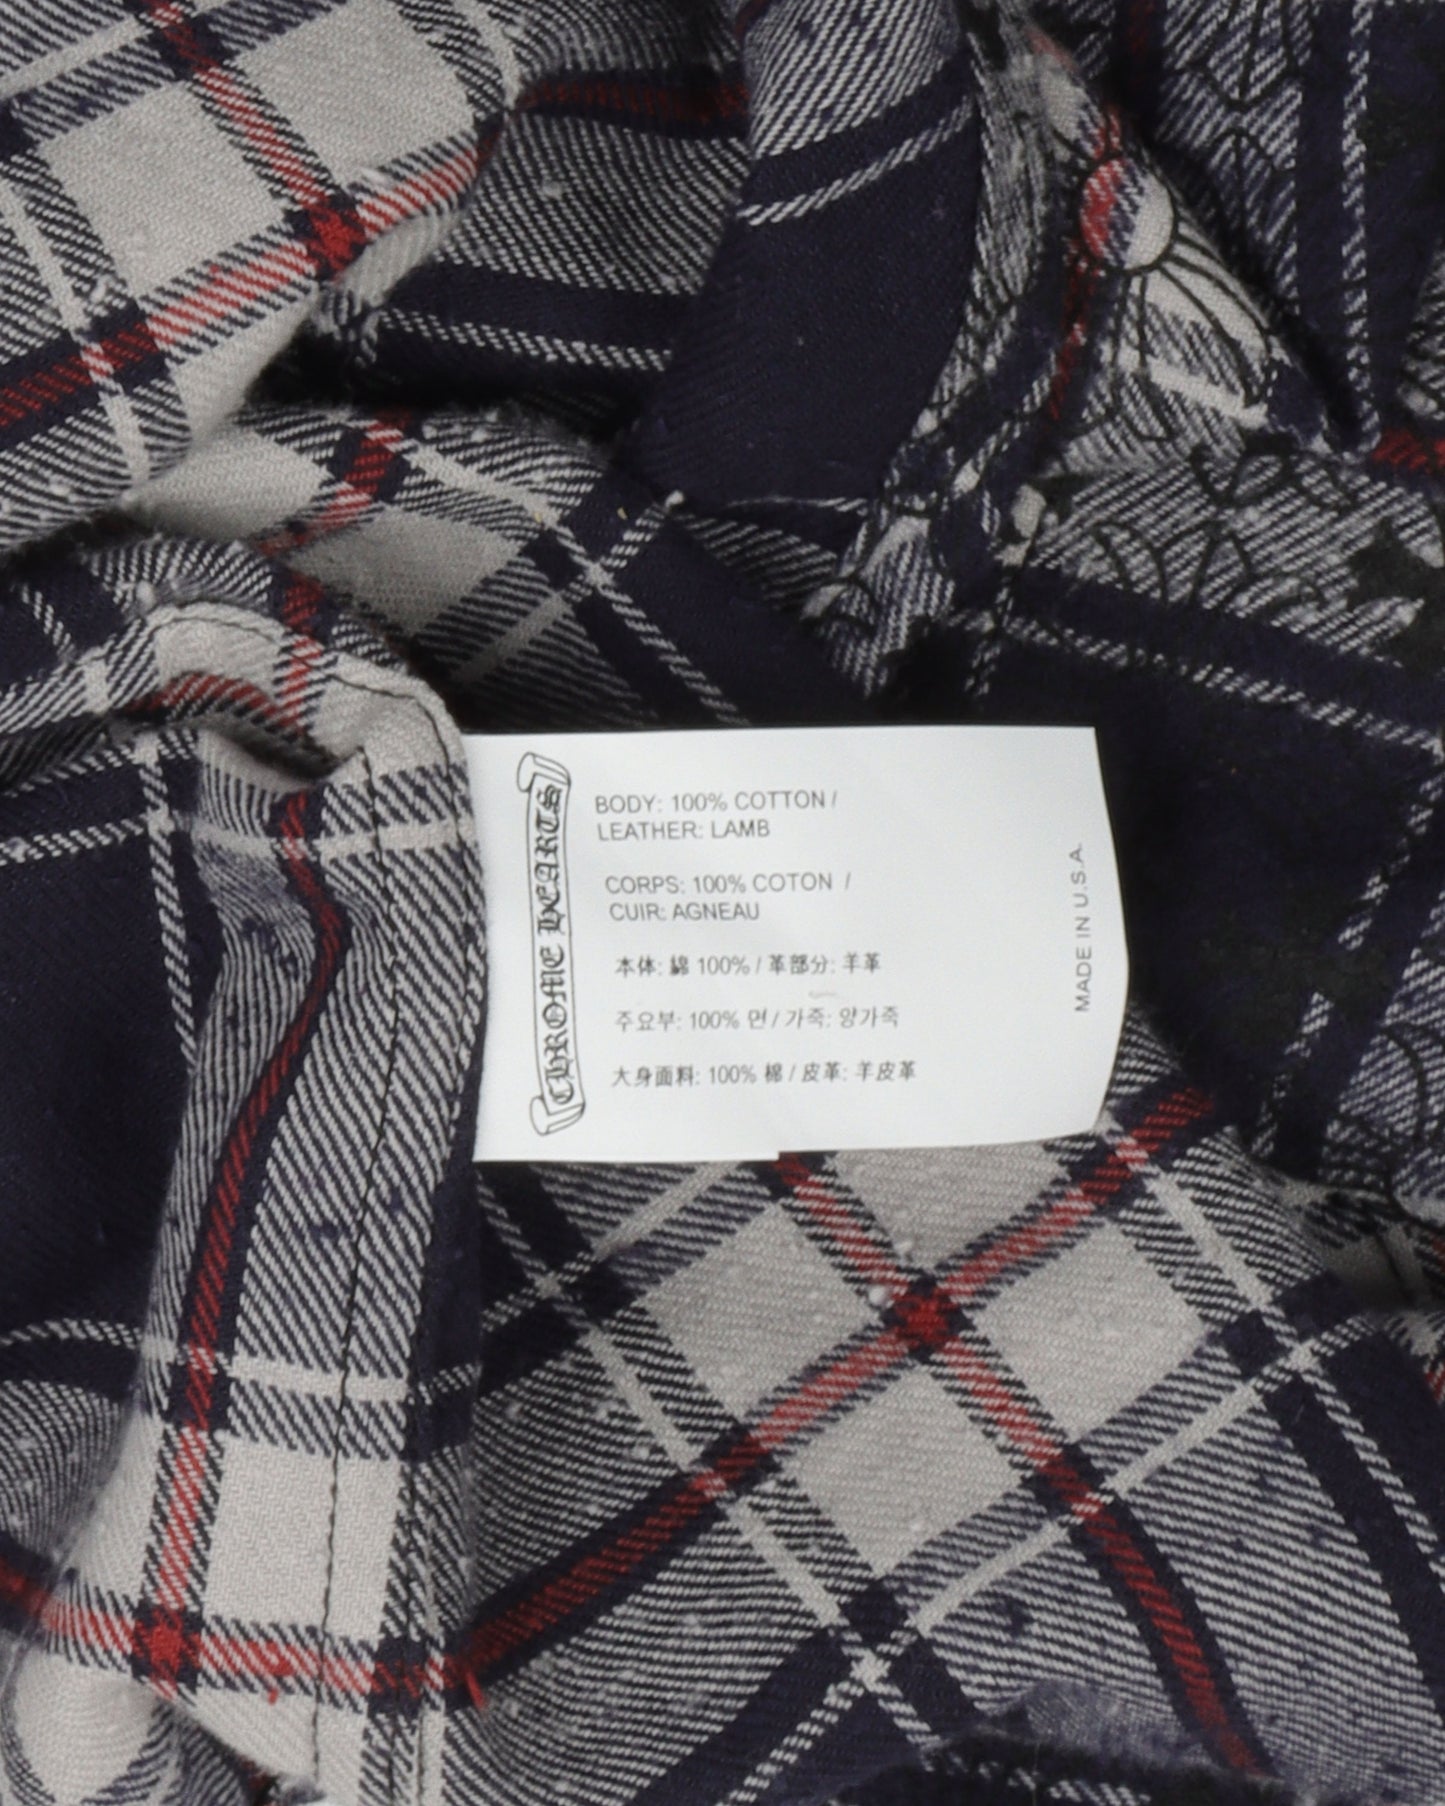 CHROME HEARTS
BODY: 100% COTTON /
LEATHER: LAMB
CORPS: 100% COTON /
CUIR: AGNEAU
本体: 綿 100% / 革部分: 羊革
주요부: 100% 면 / 가죽: 양가죽
大身面料: 100% 棉 / 皮革: 羊皮革
MADE IN U.S.A.